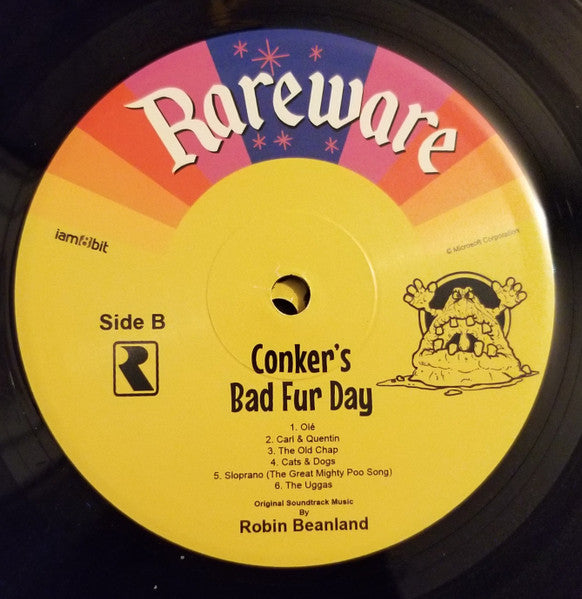 Rareware
iam8bit
© Microsoft Corporation
Side B
R
Conker's
Bad Fur Day
1. Olé
2. Carl & Quentin
3. The Old Chap
4. Cats & Dogs
5. Sloprano (The Great Mighty Poo Song)
6. The Uggas
Original Soundtrack Music
By
Robin Beanland